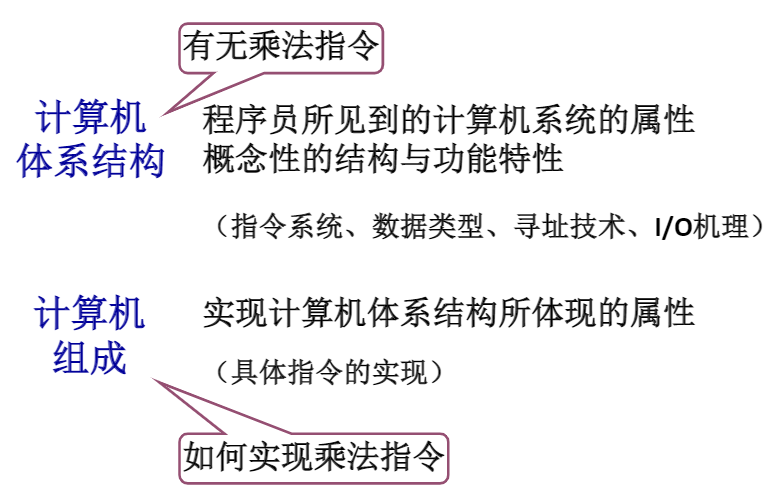 有无乘法指令
计算机
体系结构
程序员所见到的计算机系统的属性
概念性的结构与功能特性
（指令系统、数据类型、寻址技术、I/O机理）
计算机
组成
实现计算机体系结构所体现的属性
（具体指令的实现）
如何实现乘法指令